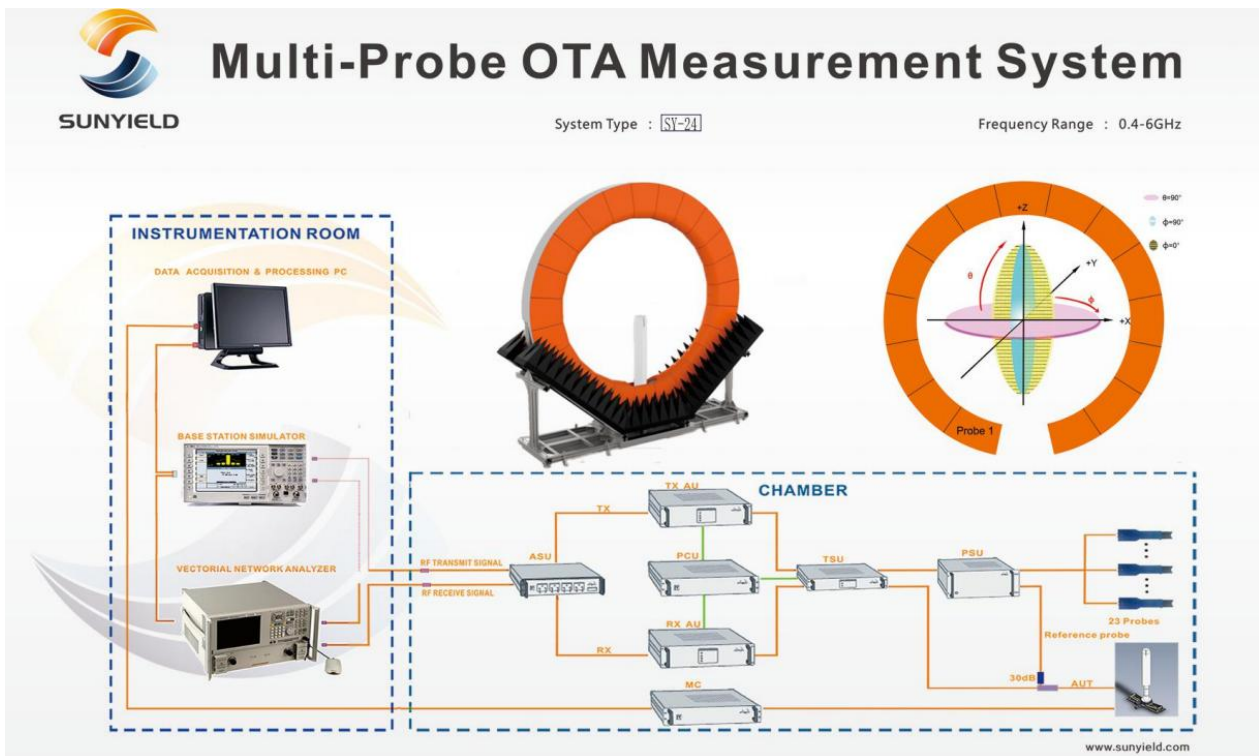 Multi-Probe OTA Measurement System
SUNYIELD
System Type : SY-24
Frequency Range : 0.4-6GHz
+Z
θ=90°
ϕ=90°
ϕ=0°
θ
+Y
ϕ
+X
Probe 1
INSTRUMENTATION ROOM
DATA ACQUISITION & PROCESSING PC
BASE STATION SIMULATOR
VECTORIAL NETWORK ANALYZER
CHAMBER
TX AU
TX
ASU
PCU
TSU
PSU
RF TRANSMIT SIGNAL
RF RECEIVE SIGNAL
23 Probes
RX AU
Reference probe
RX
30dB
AUT
MC
www.sunyield.com